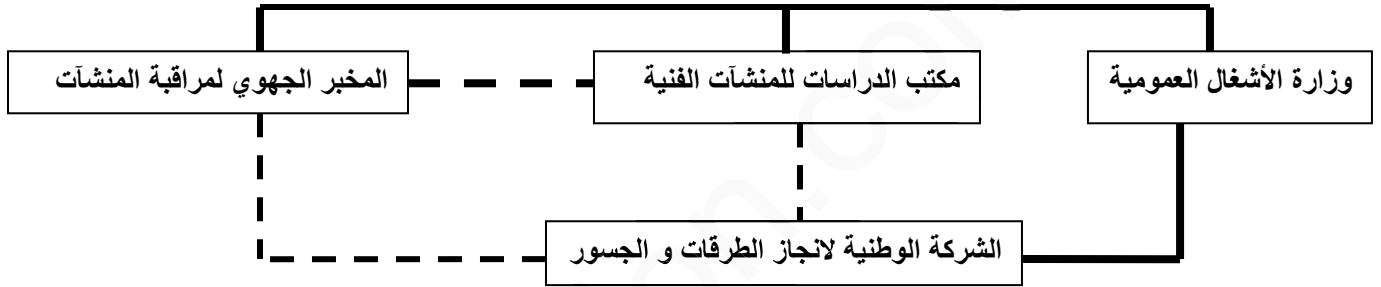 وزارة الأشغال العمومية
مكتب الدراسات للمنشآت الفنية
المخبر الجهوي لمراقبة المنشآت
الشركة الوطنية لانجاز الطرقات و الجسور